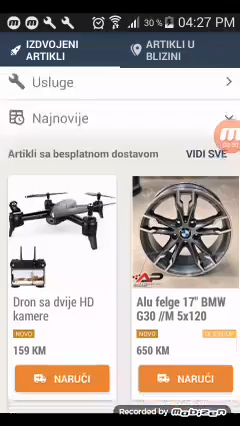 30 % 04:27 PM
IZDVOJENI ARTIKLI
ARTIKLI U BLIZINI
Usluge
Najnovije
Artikli sa besplatnom dostavom
VIDI SVE
Dron sa dvije HD kamere
NOVO
159 KM
NARUČI
Alu felge 17" BMW G30 //M 5x120
NOVO
650 KM
NARUČI
Recorded by mobizen